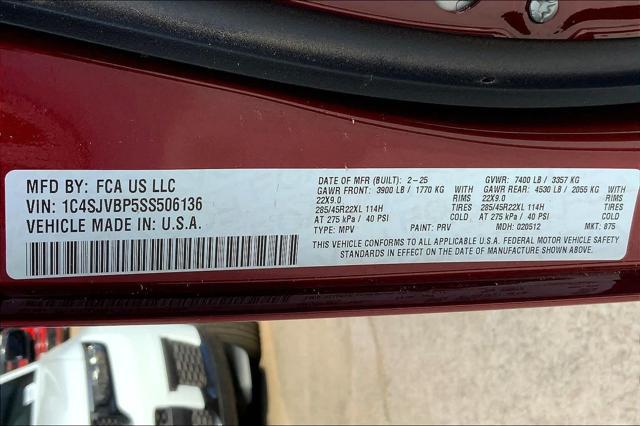 MFD BY: FCA US LLC
VIN: 1C4SJVBP5SS506136
VEHICLE MADE IN: U.S.A.
DATE OF MFR (BUILT): 2-25 GVWR: 7400 LB / 3357 KG
GAWR FRONT: 3900 LB / 1770 KG WITH GAWR REAR: 4530 LB / 2055 KG WITH
22X9.0 RIMS 22X9.0 RIMS
285/45R22XL 114H TIRES 285/45R22XL 114H TIRES
AT 275 kPa / 40 PSI COLD AT 275 kPa / 40 PSI COLD
TYPE: MPV PAINT: PRV MDH: 020512 MKT: 875
THIS VEHICLE CONFORMS TO ALL APPLICABLE U.S.A. FEDERAL MOTOR VEHICLE SAFETY
STANDARDS IN EFFECT ON THE DATE OF MANUFACTURE SHOWN ABOVE.